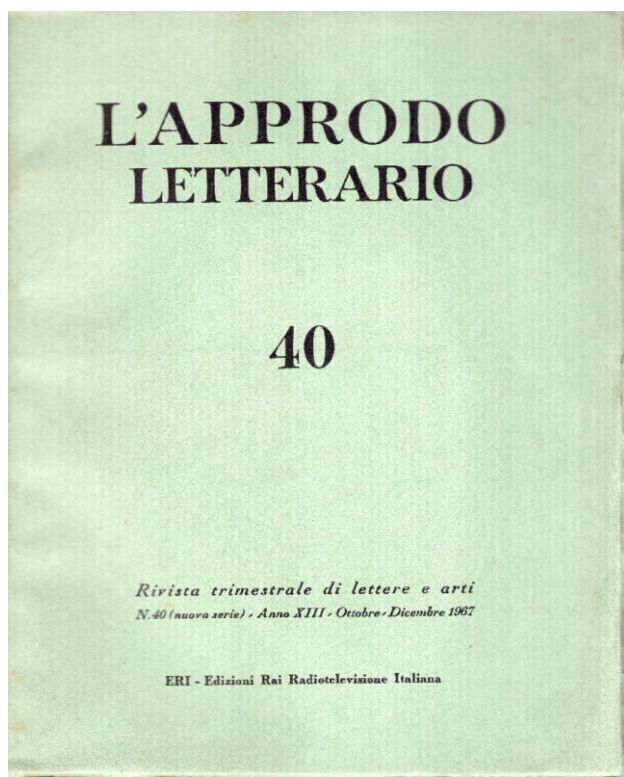 L'APPRODO
LETTERARIO
40
Rivista trimestrale di lettere e arti
N. 40 (nuova serie) - Anno XIII - Ottobre-Dicembre 1967
ERI - Edizioni Rai Radiotelevisione Italiana